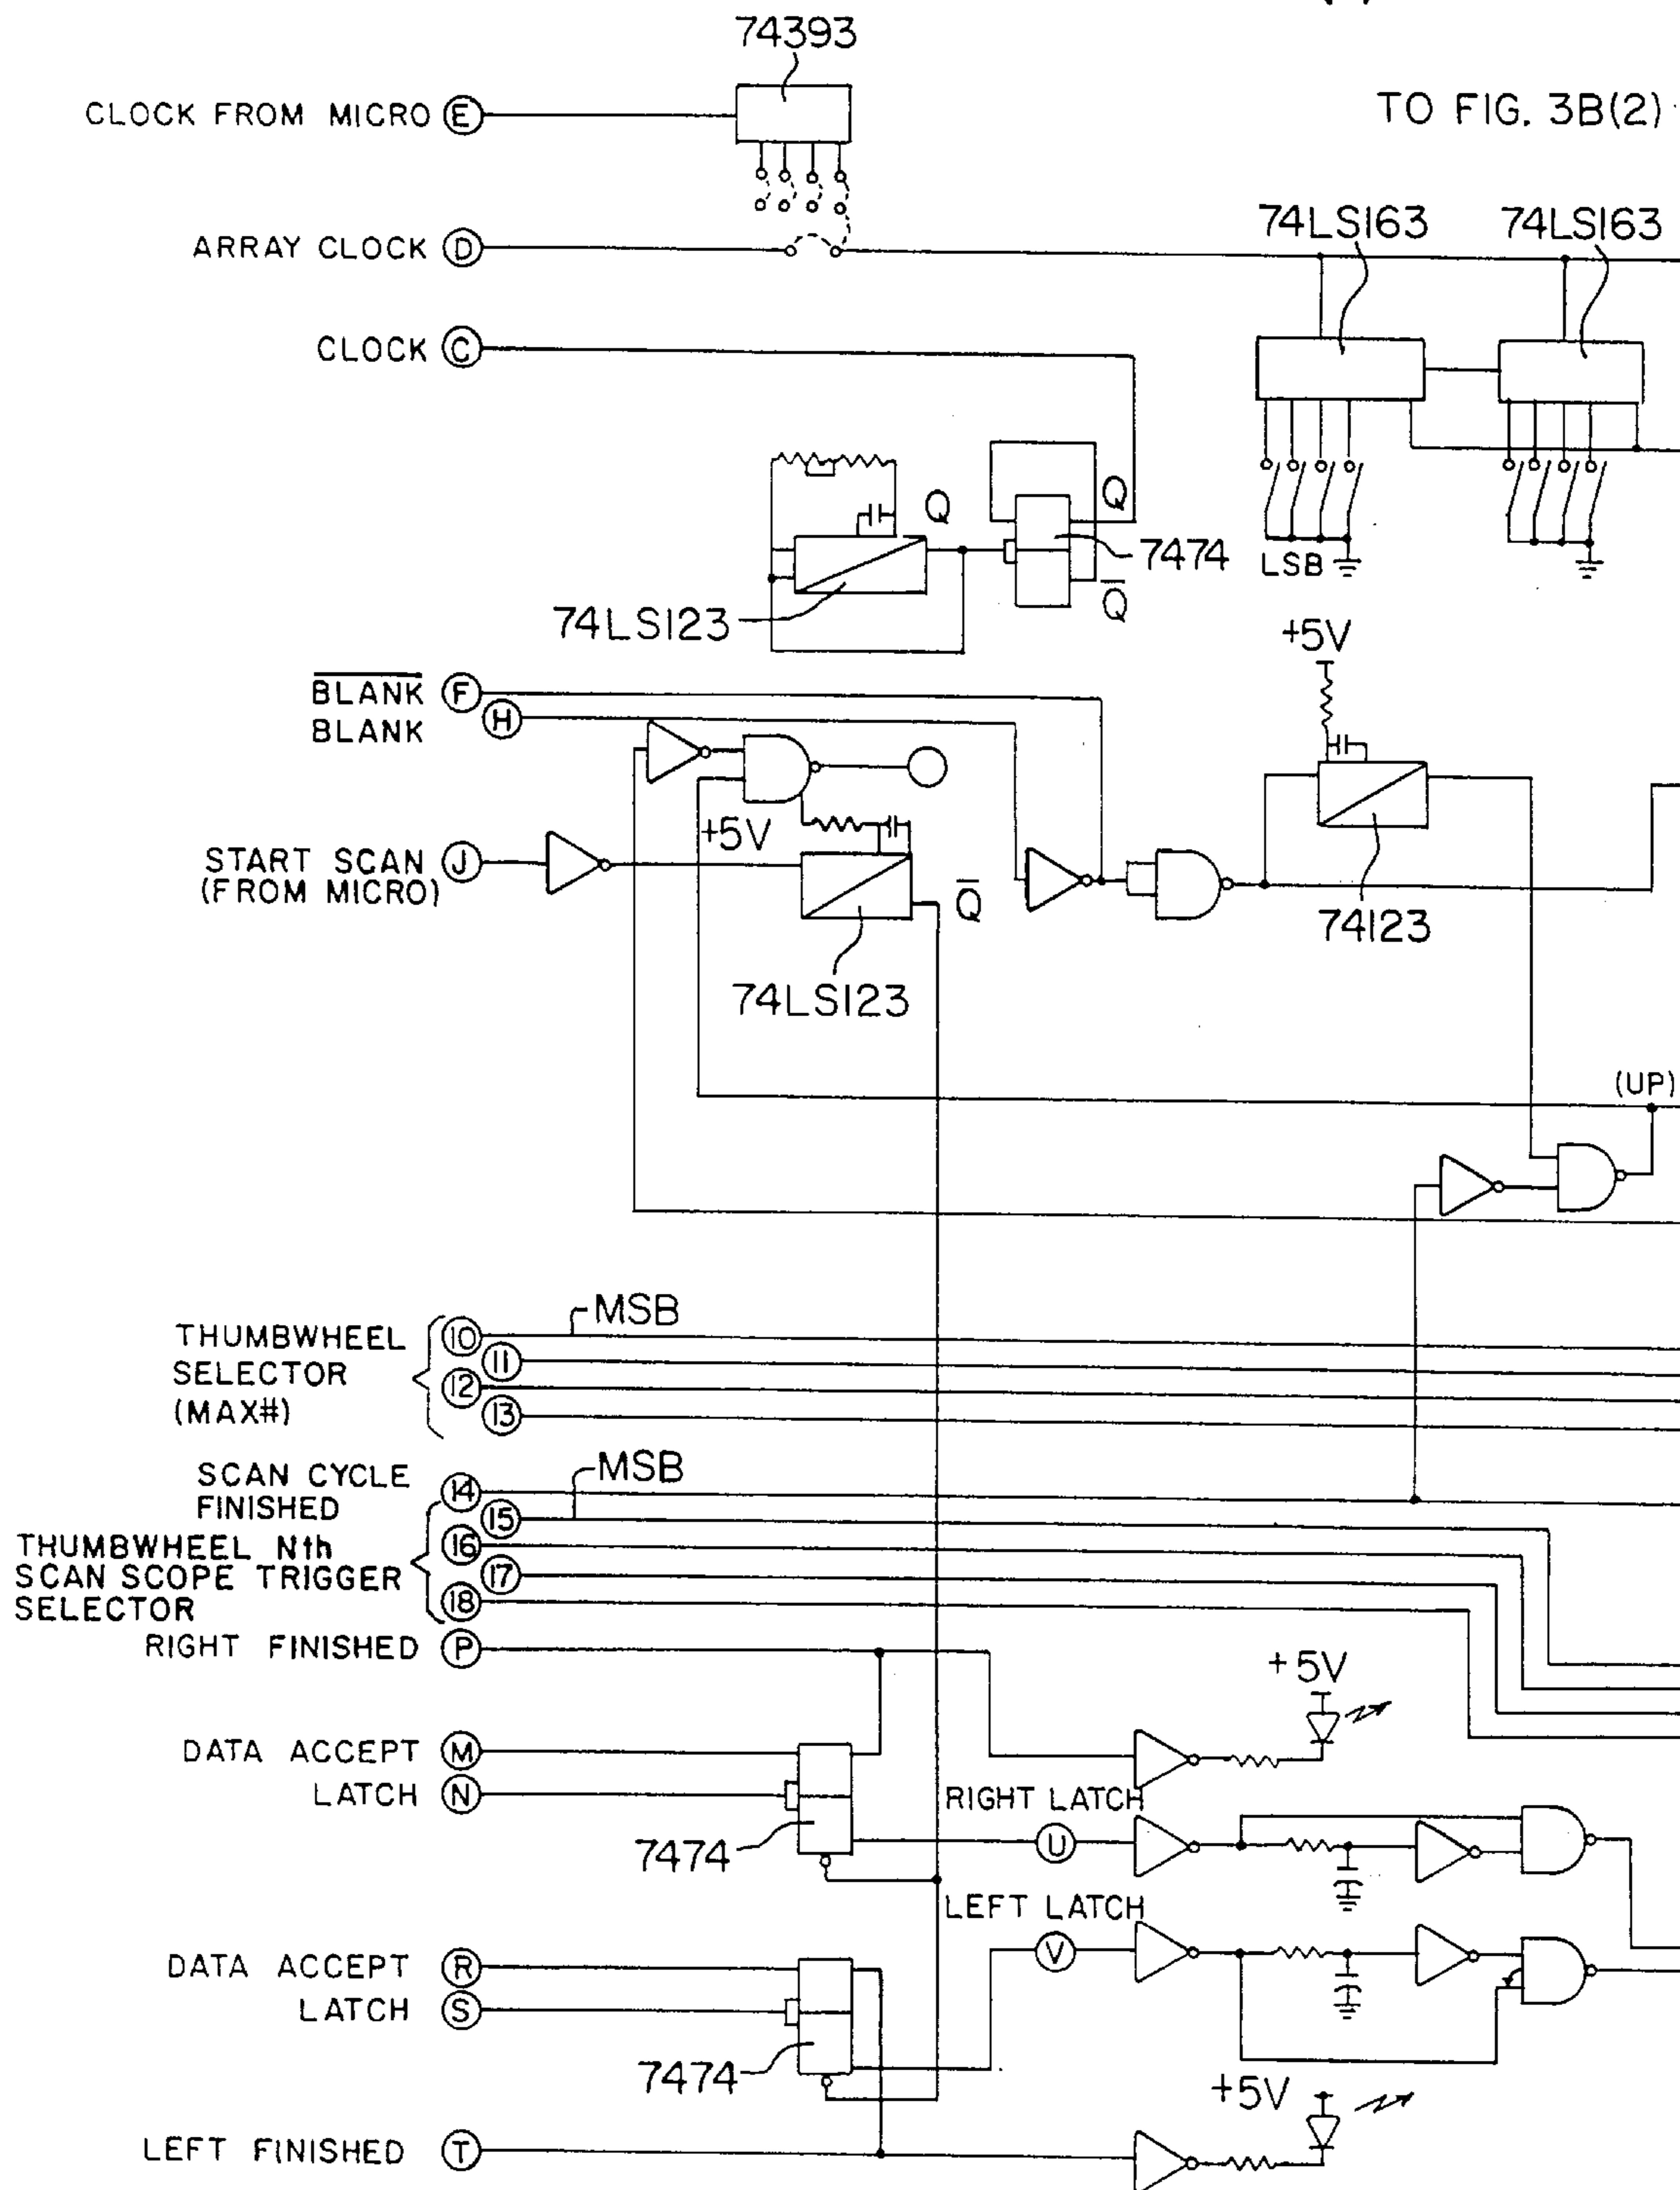 74393
CLOCK FROM MICRO E
TO FIG. 3B(2)
74LS163 74LS163
ARRAY CLOCK D
CLOCK C
Q Q
7474
LSB
Q̅
74LS123
+5V
B̅L̅A̅N̅K̅ F
BLANK H
+5V
START SCAN J
(FROM MICRO)
Q̅
74123
74LS123
(UP)
MSB
THUMBWHEEL 10
SELECTOR 11
(MAX#) 12
13
MSB
SCAN CYCLE 14
FINISHED 15
THUMBWHEEL Nth 16
SCAN SCOPE TRIGGER 17
SELECTOR 18
RIGHT FINISHED P
+5V
DATA ACCEPT M
LATCH N
RIGHT LATCH
U
7474
LEFT LATCH
V
DATA ACCEPT R
LATCH S
7474
+5V
LEFT FINISHED T